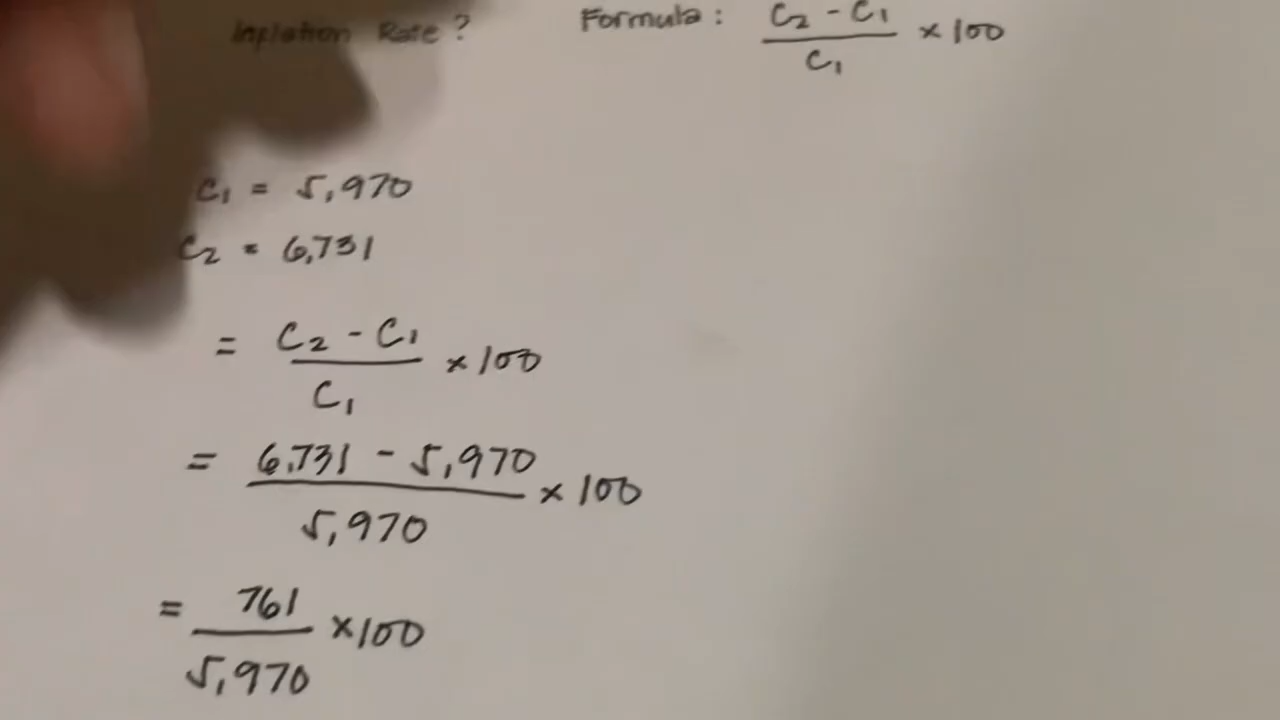 Inflation Rate? Formula: C2 - C1 / C1 × 100
C1 = 5,970
C2 = 6,731
= C2 - C1 / C1 × 100
= 6,731 - 5,970 / 5,970 × 100
= 761 / 5,970 × 100